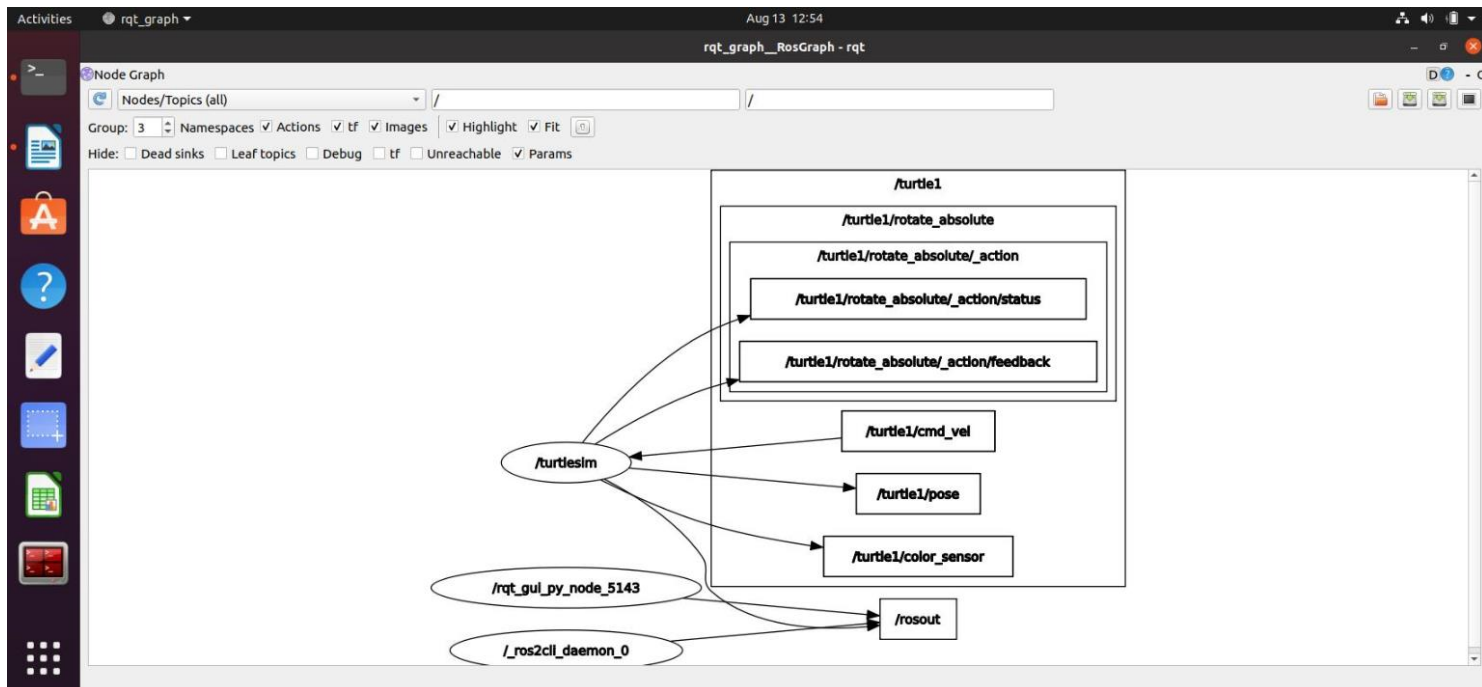 Activities rqt_graph Aug 13 12:54
rqt_graph__RosGraph - rqt
Node Graph D
Nodes/Topics (all) / /
Group: 3 Namespaces Actions tf Images Highlight Fit
Hide: Dead sinks Leaf topics Debug tf Unreachable Params
/turtle1
/turtle1/rotate_absolute
/turtle1/rotate_absolute/_action
/turtle1/rotate_absolute/_action/status
/turtle1/rotate_absolute/_action/feedback
/turtle1/cmd_vel
/turtlesim
/turtle1/pose
/turtle1/color_sensor
/rqt_gui_py_node_5143
/rosout
/_ros2cli_daemon_0